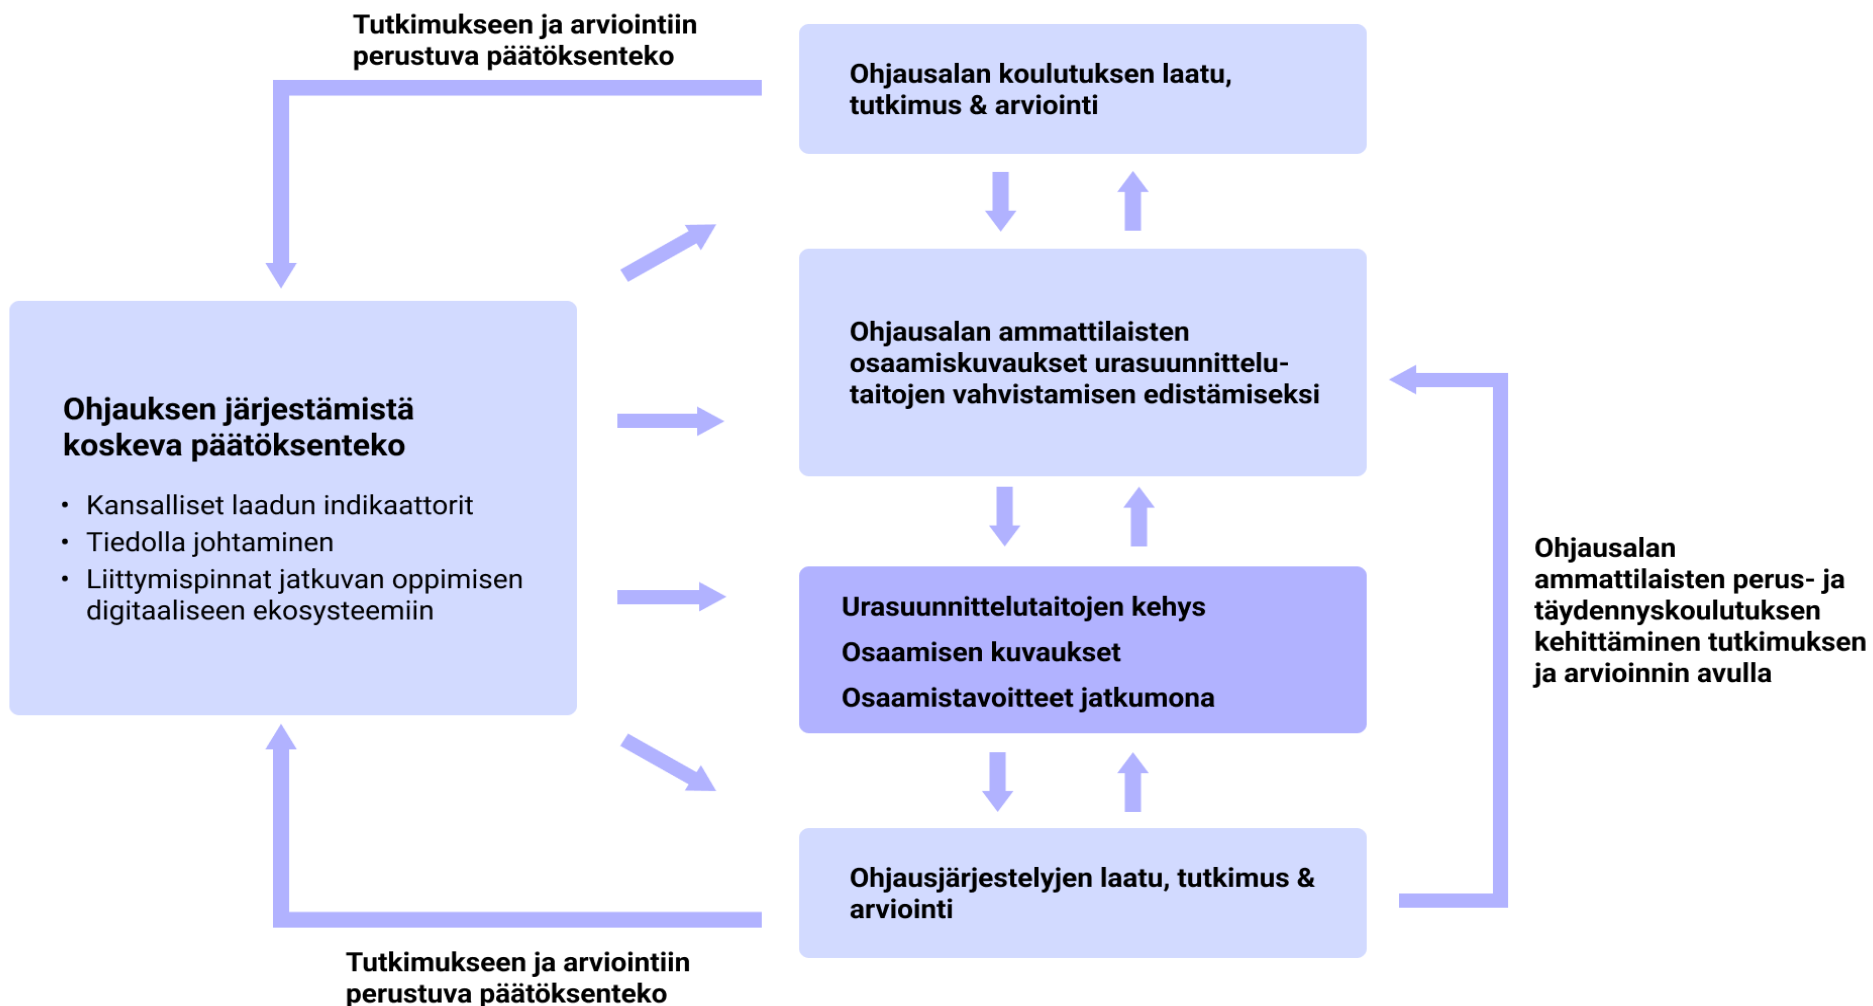 Tutkimukseen ja arviointiin
perustuva päätöksenteko
Ohjausalan koulutuksen laatu,
tutkimus & arviointi
Ohjausalan ammattilaisten
osaamiskuvaukset urasuunnittelu-
taitojen vahvistamisen edistämiseksi
Ohjauksen järjestämistä
koskeva päätöksenteko
• Kansalliset laadun indikaattorit
• Tiedolla johtaminen
• Liittymispinnat jatkuvan oppimisen
digitaaliseen ekosysteemiin
Urasuunnittelutaitojen kehys
Osaamisen kuvaukset
Osaamistavoitteet jatkumona
Ohjausalan
ammattilaisten perus- ja
täydennyskoulutuksen
kehittäminen tutkimuksen
ja arvioinnin avulla
Ohjausjärjestelyjen laatu, tutkimus &
arviointi
Tutkimukseen ja arviointiin
perustuva päätöksenteko